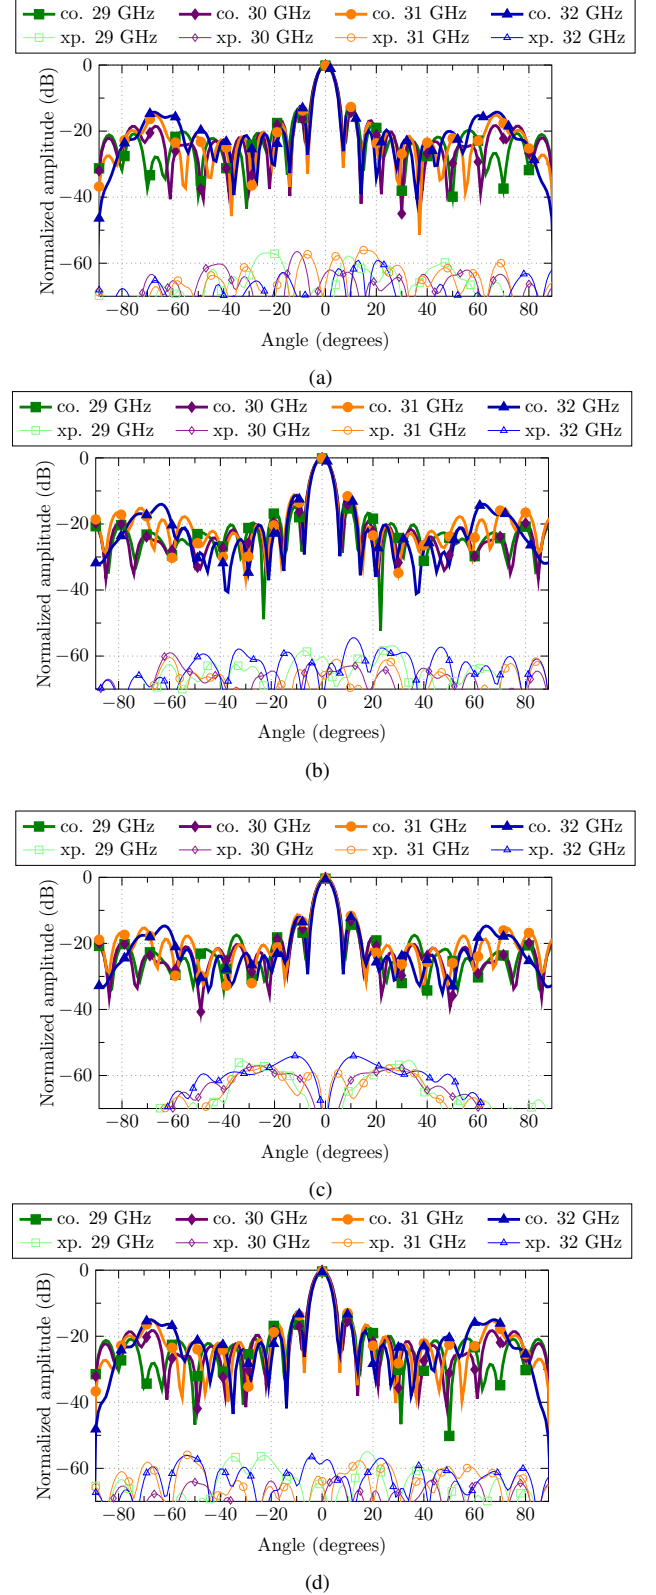 co. 29 GHz co. 30 GHz co. 31 GHz co. 32 GHz
xp. 29 GHz xp. 30 GHz xp. 31 GHz xp. 32 GHz
Normalized amplitude (dB)
0
−20
−40
−60
−80 −60 −40 −20 0 20 40 60 80
Angle (degrees)
(a)
co. 29 GHz co. 30 GHz co. 31 GHz co. 32 GHz
xp. 29 GHz xp. 30 GHz xp. 31 GHz xp. 32 GHz
Normalized amplitude (dB)
0
−20
−40
−60
−80 −60 −40 −20 0 20 40 60 80
Angle (degrees)
(b)
co. 29 GHz co. 30 GHz co. 31 GHz co. 32 GHz
xp. 29 GHz xp. 30 GHz xp. 31 GHz xp. 32 GHz
Normalized amplitude (dB)
0
−20
−40
−60
−80 −60 −40 −20 0 20 40 60 80
Angle (degrees)
(c)
co. 29 GHz co. 30 GHz co. 31 GHz co. 32 GHz
xp. 29 GHz xp. 30 GHz xp. 31 GHz xp. 32 GHz
Normalized amplitude (dB)
0
−20
−40
−60
−80 −60 −40 −20 0 20 40 60 80
Angle (degrees)
(d)